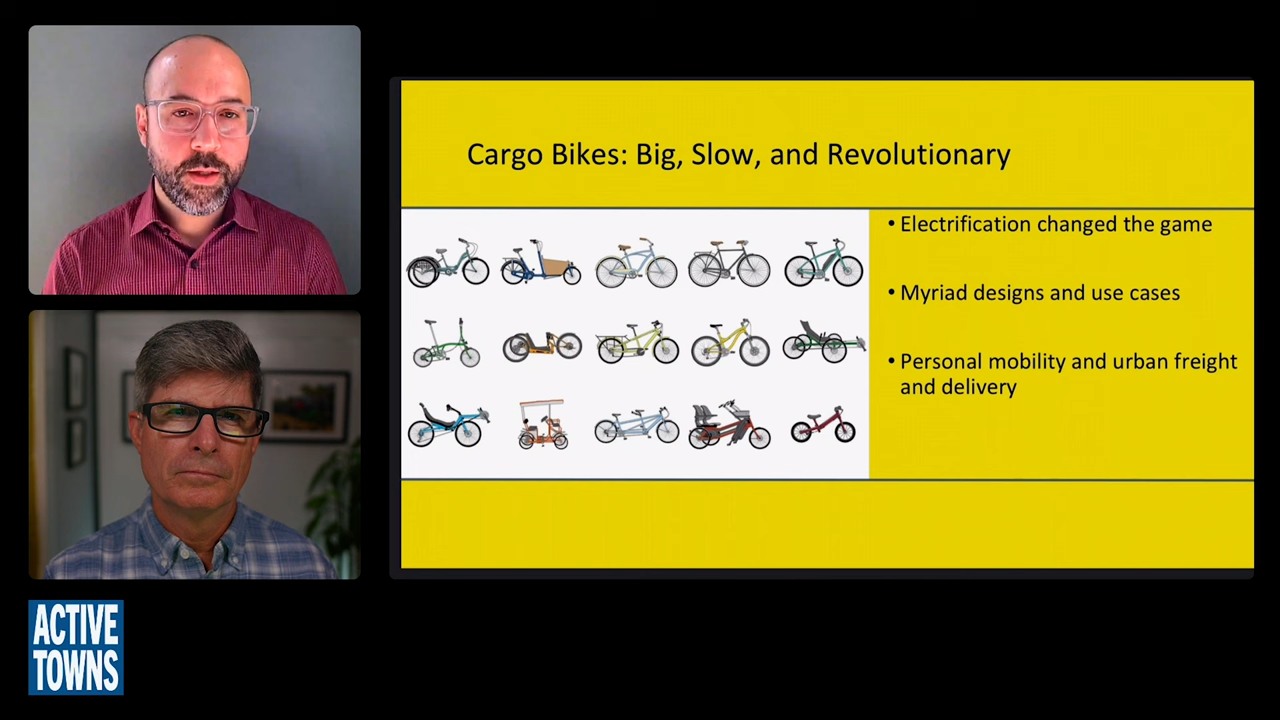 Cargo Bikes: Big, Slow, and Revolutionary
• Electrification changed the game
• Myriad designs and use cases
• Personal mobility and urban freight
and delivery
ACTIVE
TOWNS